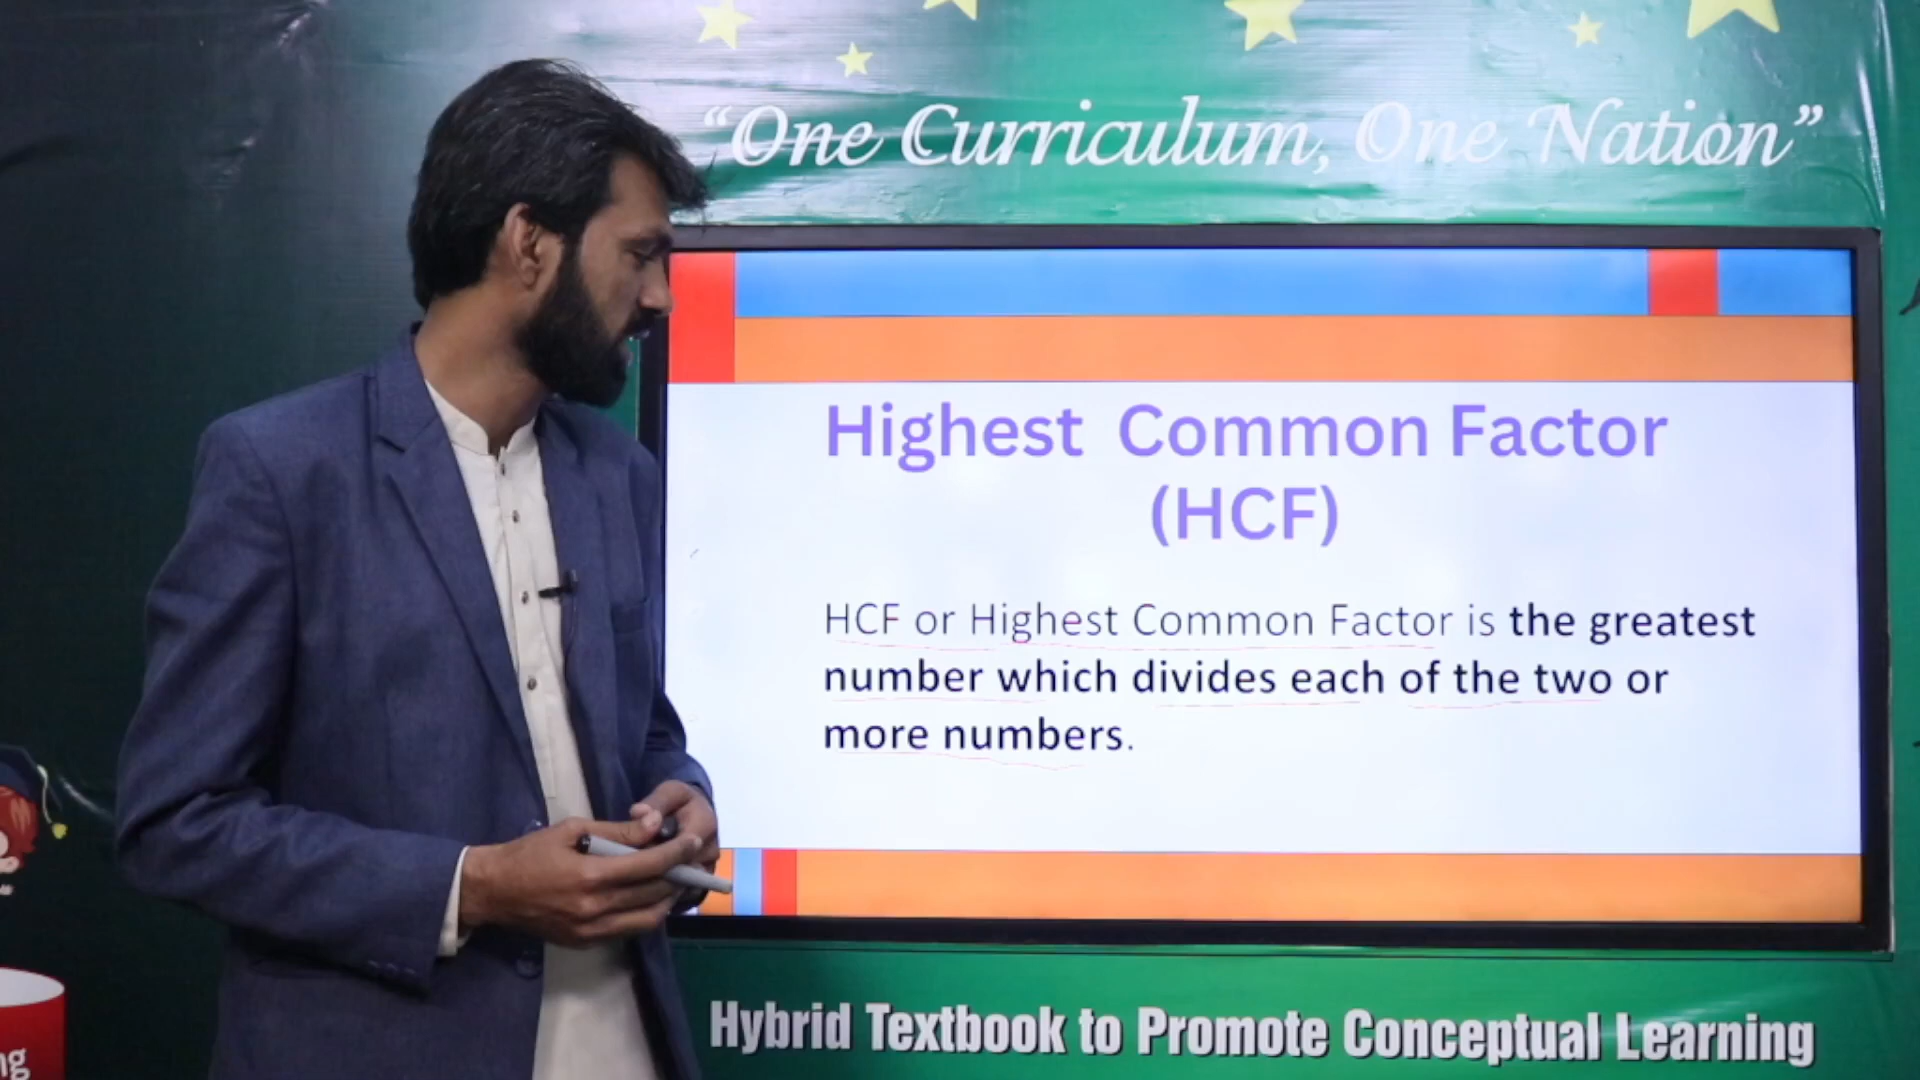 “One Curriculum, One Nation”
Highest Common Factor
(HCF)
HCF or Highest Common Factor is the greatest
number which divides each of the two or
more numbers.
Hybrid Textbook to Promote Conceptual Learning